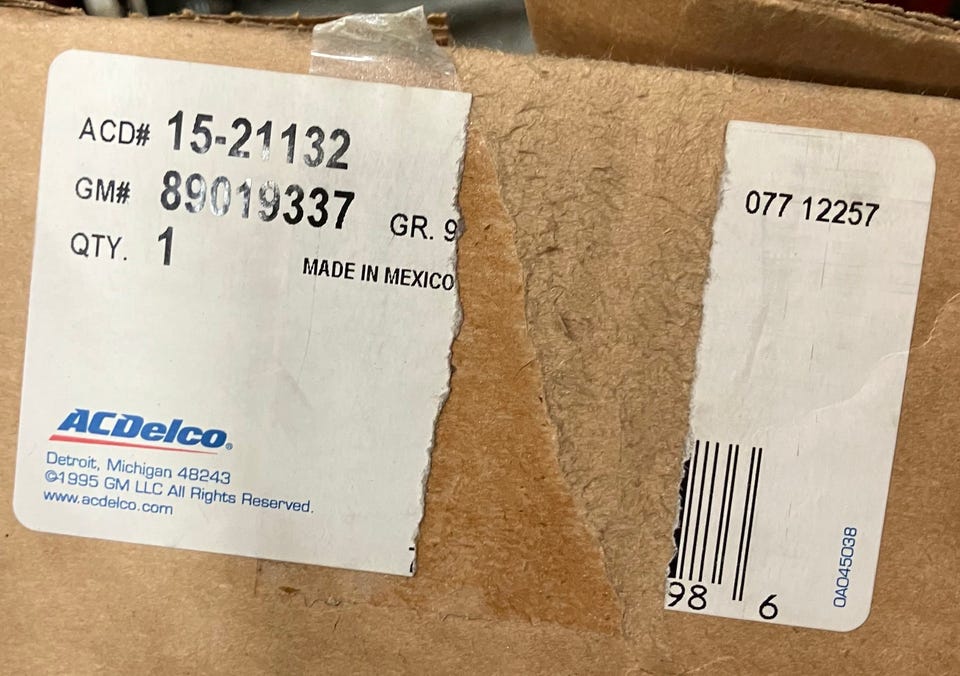 ACD# 15-21132
GM# 89019337 GR. 9
QTY. 1
MADE IN MEXICO
077 12257
ACDelco®
Detroit, Michigan 48243
©1995 GM LLC All Rights Reserved.
www.acdelco.com
98 6
0A045038